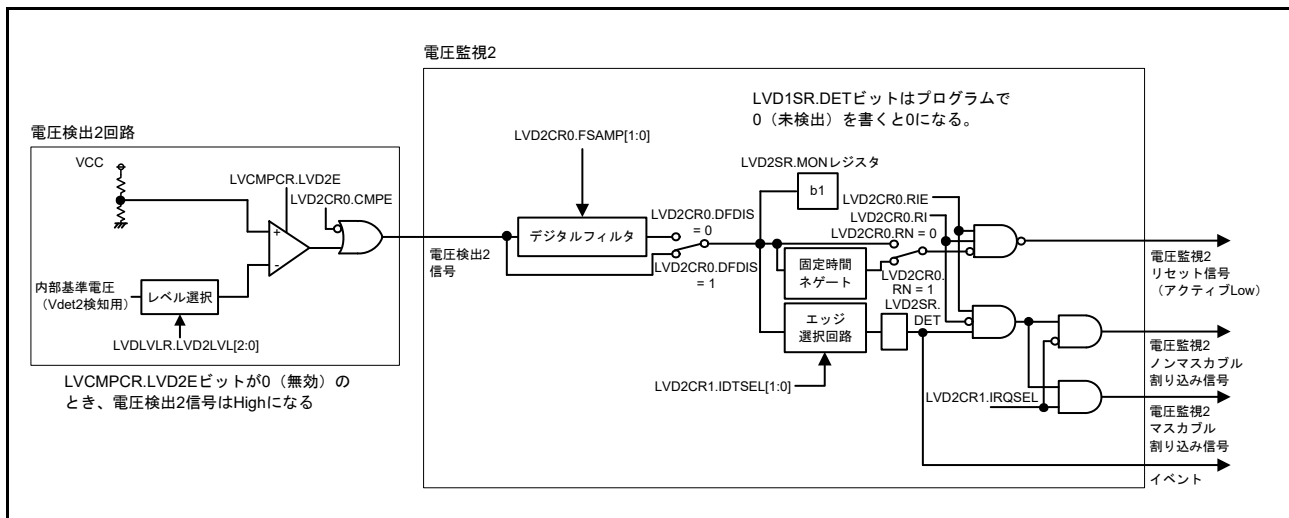 電圧監視2
LVD1SR.DETビットはプログラムで
0（未検出）を書くと0になる。
電圧検出2回路
VCC
LVCMPCR.LVD2E
LVD2CR0.CMPE
+
-
内部基準電圧
（Vdet2検知用）
レベル選択
LVDLVLR.LVD2LVL[2:0]
LVCMPCR.LVD2Eビットが0（無効）の
とき、電圧検出2信号はHighになる
電圧検出2
信号
LVD2CR0.FSAMP[1:0]
デジタルフィルタ
LVD2CR0.DFDIS
= 0
LVD2CR0.DFDIS
= 1
LVD2SR.MONレジスタ
b1
LVD2CR0.RIE
LVD2CR0.RI
LVD2CR0.RN = 0
固定時間
ネゲート
LVD2CR0.
RN = 1
LVD2SR.
DET
エッジ
選択回路
LVD2CR1.IDTSEL[1:0]
LVD2CR1.IRQSEL
電圧監視2
リセット信号
（アクティブLow）
電圧監視2
ノンマスカブル
割り込み信号
電圧監視2
マスカブル
割り込み信号
イベント